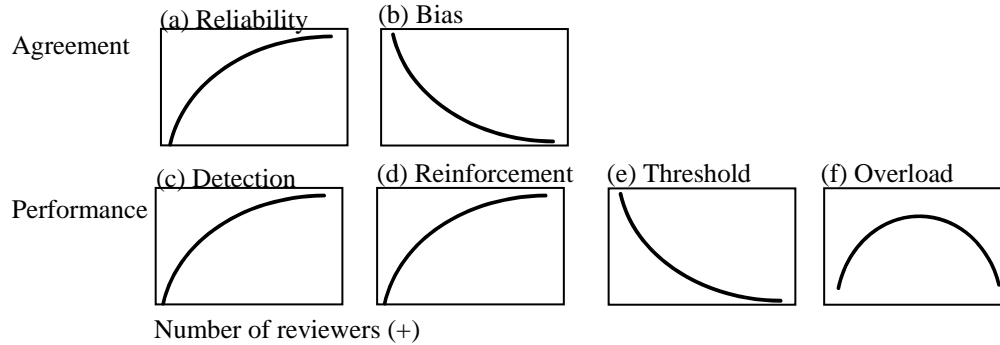 (a) Reliability
(b) Bias
Agreement
(c) Detection
(d) Reinforcement
(e) Threshold
(f) Overload
Performance
Number of reviewers (+)